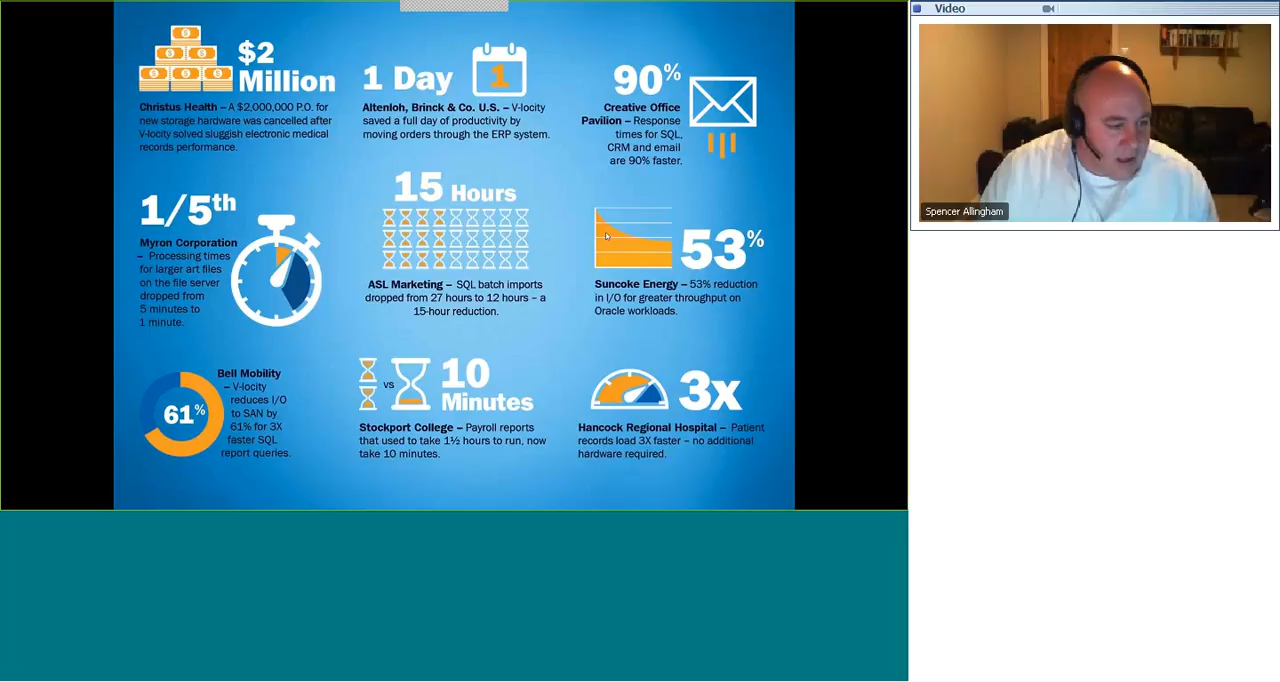 Video
$2
Million
Christus Health – A $2,000,000 P.O. for
new storage hardware was cancelled after
V-locity solved sluggish electronic medical
records performance.
1 Day
1
Altenloh, Brinck & Co. U.S. – V-locity
saved a full day of productivity by
moving orders through the ERP system.
90%
Creative Office
Pavilion – Response
times for SQL,
CRM and email
are 90% faster.
1/5th
Myron Corporation
– Processing times
for larger art files
on the file server
dropped from
5 minutes to
1 minute.
15 Hours
ASL Marketing – SQL batch imports
dropped from 27 hours to 12 hours – a
15-hour reduction.
53%
Suncoke Energy – 53% reduction
in I/O for greater throughput on
Oracle workloads.
61%
Bell Mobility
– V-locity
reduces I/O
to SAN by
61% for 3X
faster SQL
report queries.
vs
10
Minutes
Stockport College – Payroll reports
that used to take 1½ hours to run, now
take 10 minutes.
3x
Hancock Regional Hospital – Patient
records load 3X faster – no additional
hardware required.
Spencer Allingham